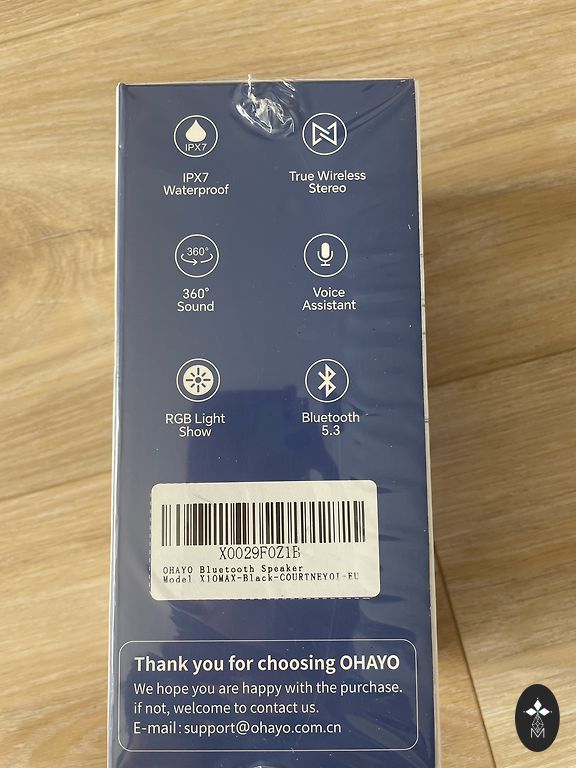 IPX7
IPX7
Waterproof
True Wireless
Stereo
360°
360°
Sound
Voice
Assistant
RGB Light
Show
Bluetooth
5.3
X0029F0Z1B
OHAYO Bluetooth Speaker
Model X10MAX-Black-COURTNEYOI-EU
Thank you for choosing OHAYO
We hope you are happy with the purchase.
if not, welcome to contact us.
E-mail : support@ohayo.com.cn